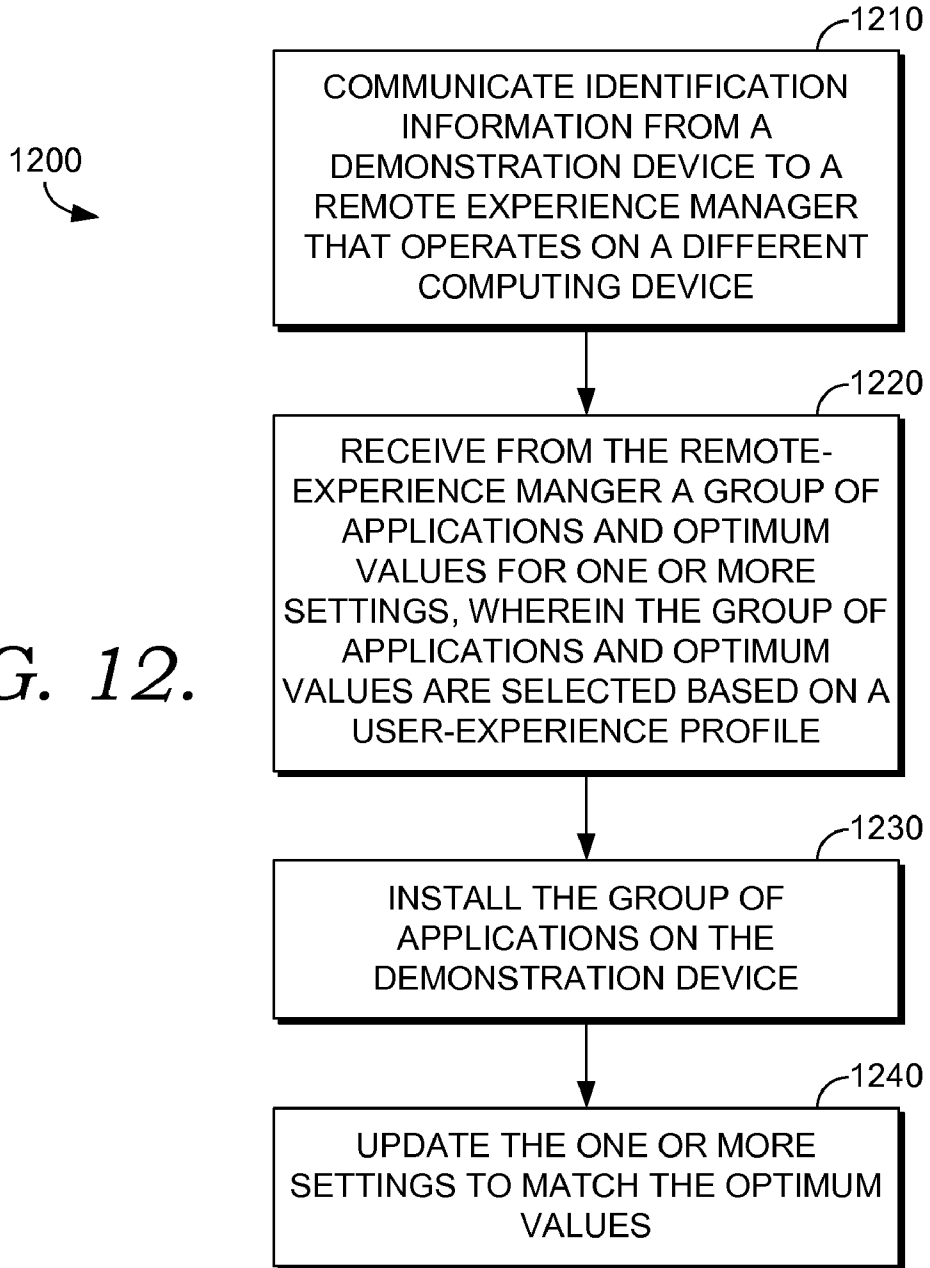 1200
1210
COMMUNICATE IDENTIFICATION
INFORMATION FROM A
DEMONSTRATION DEVICE TO A
REMOTE EXPERIENCE MANAGER
THAT OPERATES ON A DIFFERENT
COMPUTING DEVICE
1220
RECEIVE FROM THE REMOTE-
EXPERIENCE MANGER A GROUP OF
APPLICATIONS AND OPTIMUM
VALUES FOR ONE OR MORE
SETTINGS, WHEREIN THE GROUP OF
APPLICATIONS AND OPTIMUM
VALUES ARE SELECTED BASED ON A
USER-EXPERIENCE PROFILE
G. 12.
1230
INSTALL THE GROUP OF
APPLICATIONS ON THE
DEMONSTRATION DEVICE
1240
UPDATE THE ONE OR MORE
SETTINGS TO MATCH THE OPTIMUM
VALUES